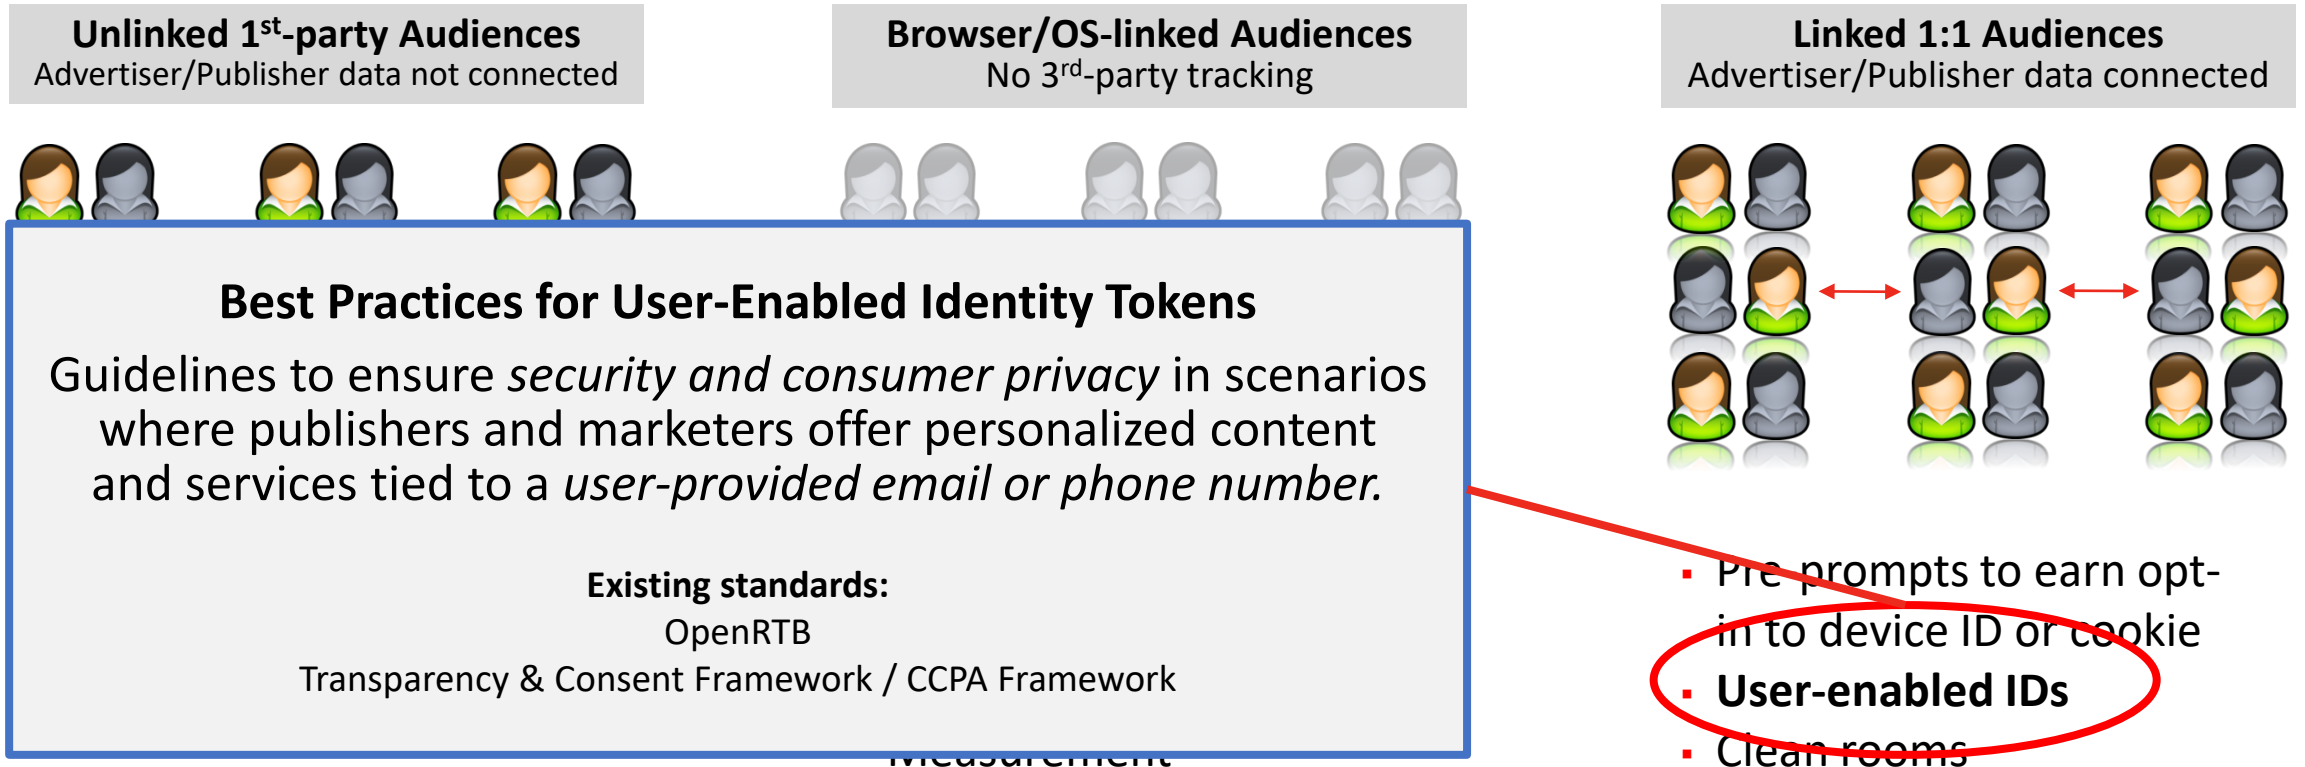 Unlinked 1st-party Audiences
Advertiser/Publisher data not connected
Browser/OS-linked Audiences
No 3rd-party tracking
Linked 1:1 Audiences
Advertiser/Publisher data connected
Best Practices for User-Enabled Identity Tokens
Guidelines to ensure security and consumer privacy in scenarios
where publishers and marketers offer personalized content
and services tied to a user-provided email or phone number.
Existing standards:
OpenRTB
Transparency & Consent Framework / CCPA Framework
Measurement
▪ Pre-prompts to earn opt-
in to device ID or cookie
▪ User-enabled IDs
▪ Clean rooms